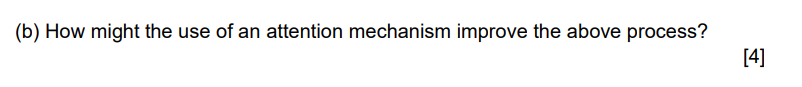 (b) How might the use of an attention mechanism improve the above process?
[4]